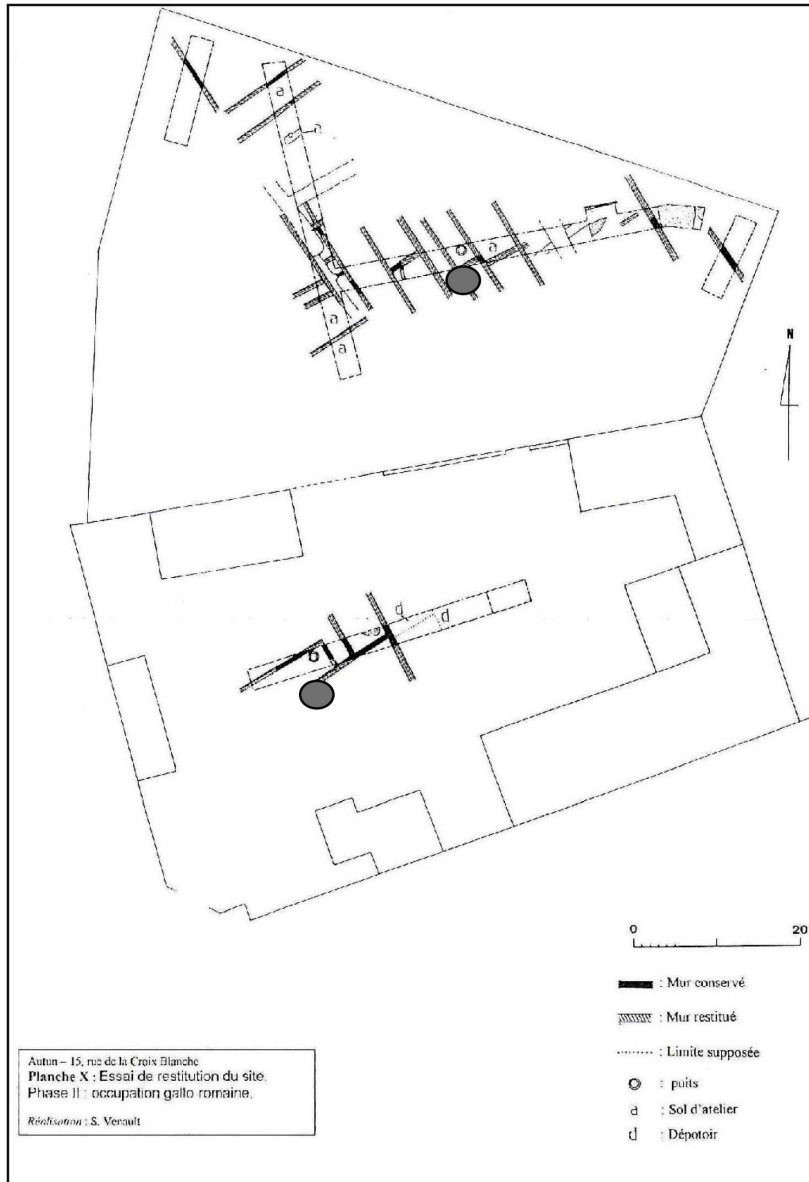 a
a
a
a
a
N
d
d
a
0 20
: Mur conservé
: Mur restitué
: Limite supposée
: puits
a : Sol d'atelier
d : Dépotoir
Autun – 15, rue de la Croix Blanche
Planche X : Essai de restitution du site.
Phase II : occupation gallo-romaine.
Réalisation : S. Venault